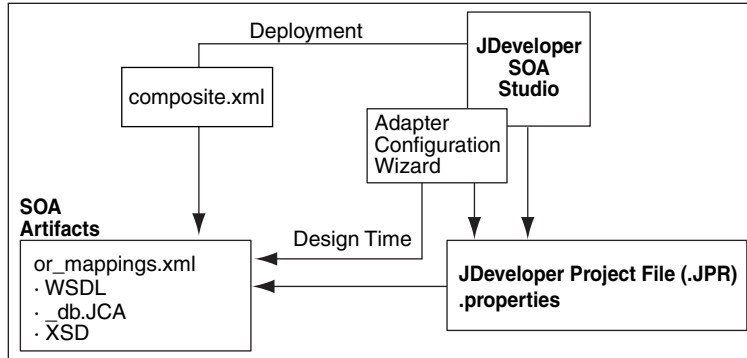 Deployment
JDeveloper
SOA
Studio
composite.xml
Adapter
Configuration
Wizard
SOA
Artifacts
Design Time
or_mappings.xml
· WSDL
· _db.JCA
· XSD
JDeveloper Project File (.JPR)
.properties